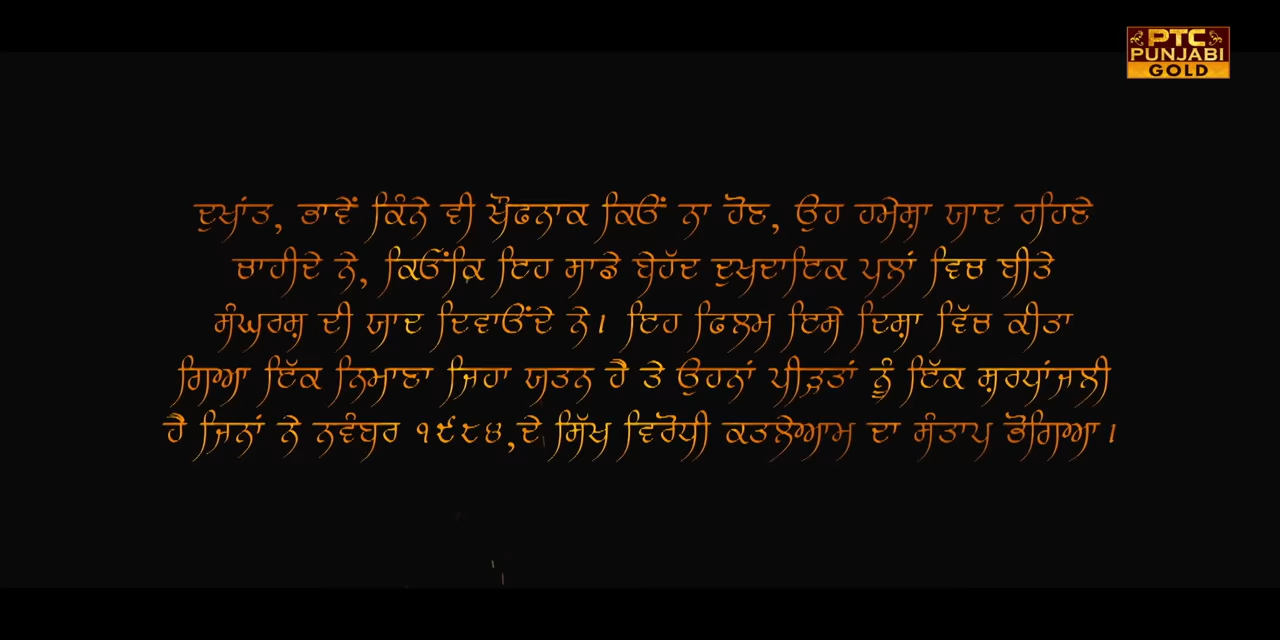 PTC
PUNJABI
GOLD
ਦੁਖਾਂਤ, ਭਾਵੇਂ ਕਿੰਨੇ ਵੀ ਖ਼ੌਫਨਾਕ ਕਿਓਂ ਨਾ ਹੋਣ, ਉਹ ਹਮੇਸ਼ਾ ਯਾਦ ਰਹਿਣੇ
ਚਾਹੀਦੇ ਨੇ, ਕਿਓਂਕਿ ਇਹ ਸਾਡੇ ਬੇਹੱਦ ਦੁਖਦਾਇਕ ਪਲਾਂ ਵਿਚ ਬੀਤੇ
ਸੰਘਰਸ਼ ਦੀ ਯਾਦ ਦਿਵਾਓਂਦੇ ਨੇ। ਇਹ ਫਿਲਮ ਇਸੇ ਦਿਸ਼ਾ ਵਿੱਚ ਕੀਤਾ
ਗਿਆ ਇੱਕ ਨਿਮਾਣਾ ਜਿਹਾ ਯਤਨ ਹੈ ਤੇ ਉਹਨਾਂ ਪੀੜਤਾਂ ਨੂੰ ਇੱਕ ਸ਼ਰਧਾਂਜਲੀ
ਹੈ ਜਿਨਾਂ ਨੇ ਨਵੰਬਰ ੧੯੮੪,ਦੇ ਸਿੱਖ ਵਿਰੋਧੀ ਕਤਲੇਆਮ ਦਾ ਸੰਤਾਪ ਭੋਗਿਆ।